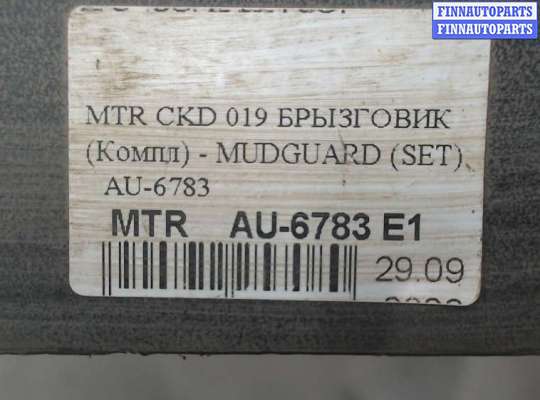 FINNAUTOPARTS
FINNAUTOPARTS
MTR CKD 019 БРЫЗГОВИК
(Компл) - MUDGUARD (SET)
AU-6783
MTR AU-6783 E1
29.09